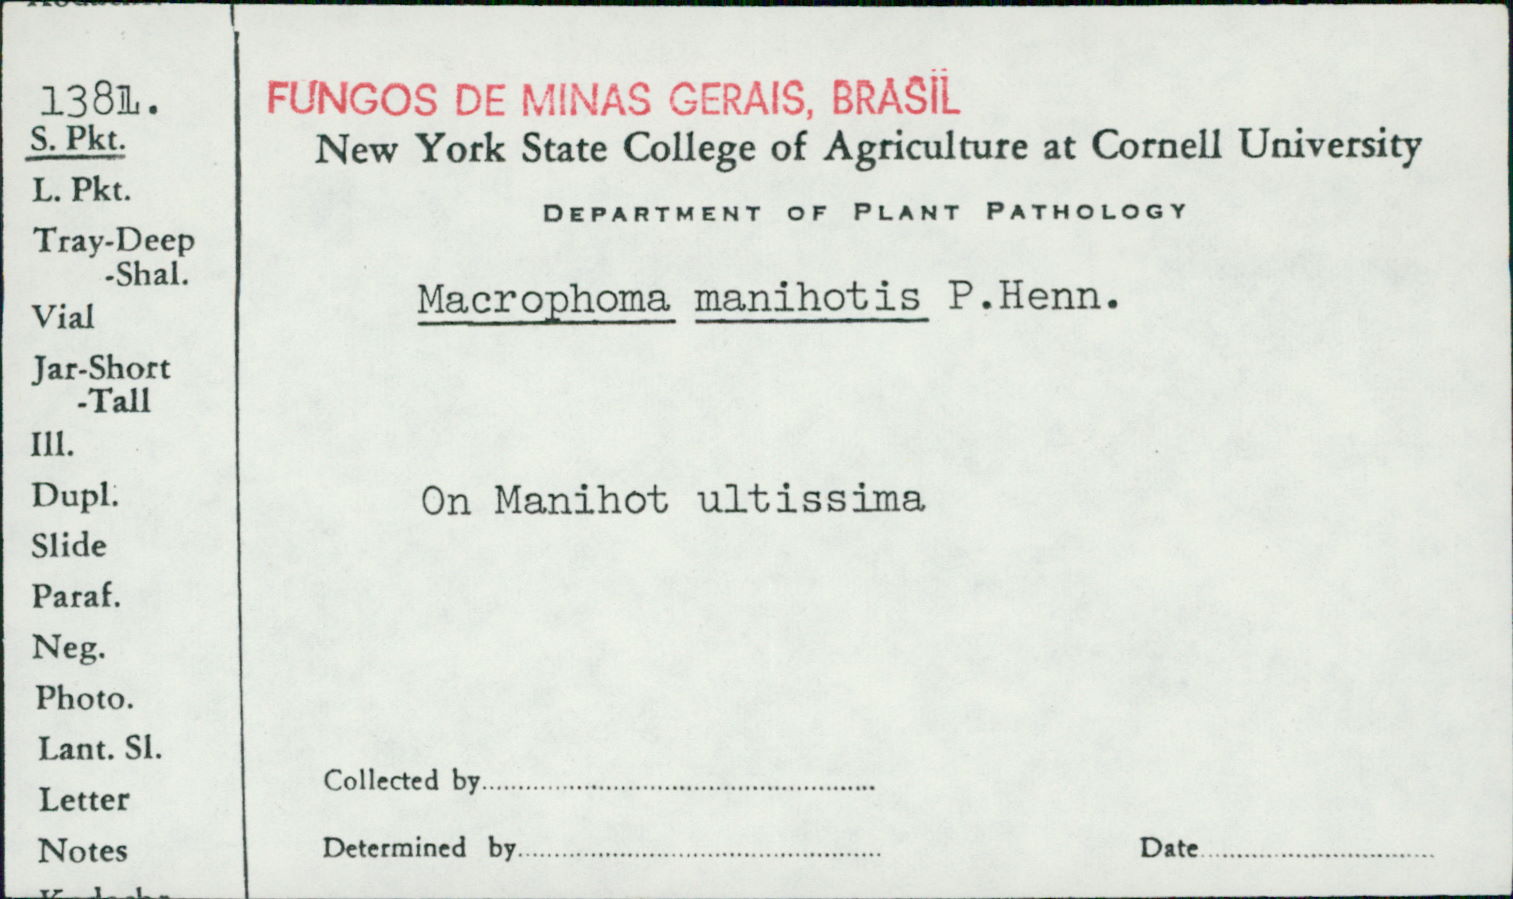 1381.
S. Pkt.
L. Pkt.
Tray-Deep
-Shal.
Vial
Jar-Short
-Tall
Ill.
Dupl.
Slide
Paraf.
Neg.
Photo.
Lant. Sl.
Letter
Notes
FUNGOS DE MINAS GERAIS, BRASIL
New York State College of Agriculture at Cornell University
DEPARTMENT OF PLANT PATHOLOGY
Macrophoma manihotis P.Henn.
On Manihot ultissima
Collected by
Determined by
Date